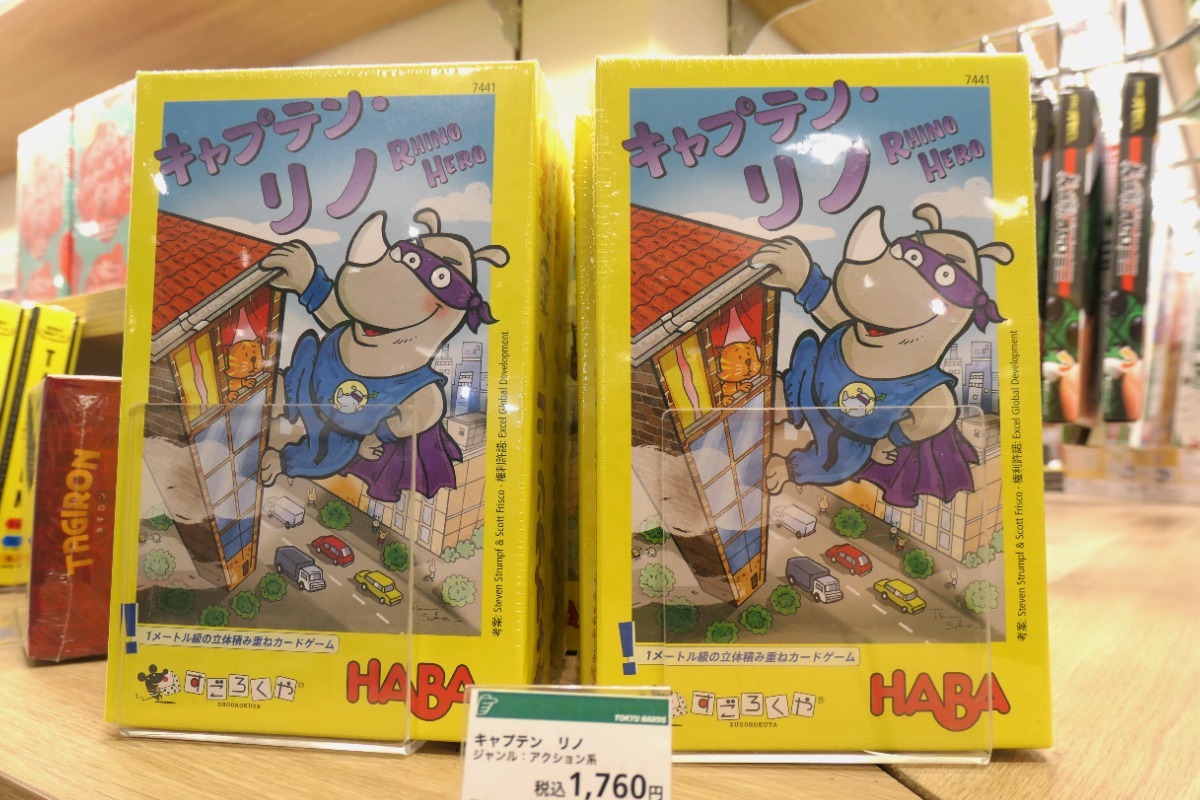 7441
キャプテン・
リノ
RHINO
HERO
考案: Steven Strumpf & Scott Frisco・権利許諾: Excel Global Development
!
1メートル級の立体積み重ねカードゲーム
すごろくや®
SUGOROKUYA
HABA
7441
キャプテン・
リノ
RHINO
HERO
考案: Steven Strumpf & Scott Frisco・権利許諾: Excel Global Development
!
1メートル級の立体積み重ねカードゲーム
すごろくや®
SUGOROKUYA
HABA
TAGIRON
タギロン
TOKYU HANDS
キャプテン リノ
ジャンル：アクション系
税込1,760円